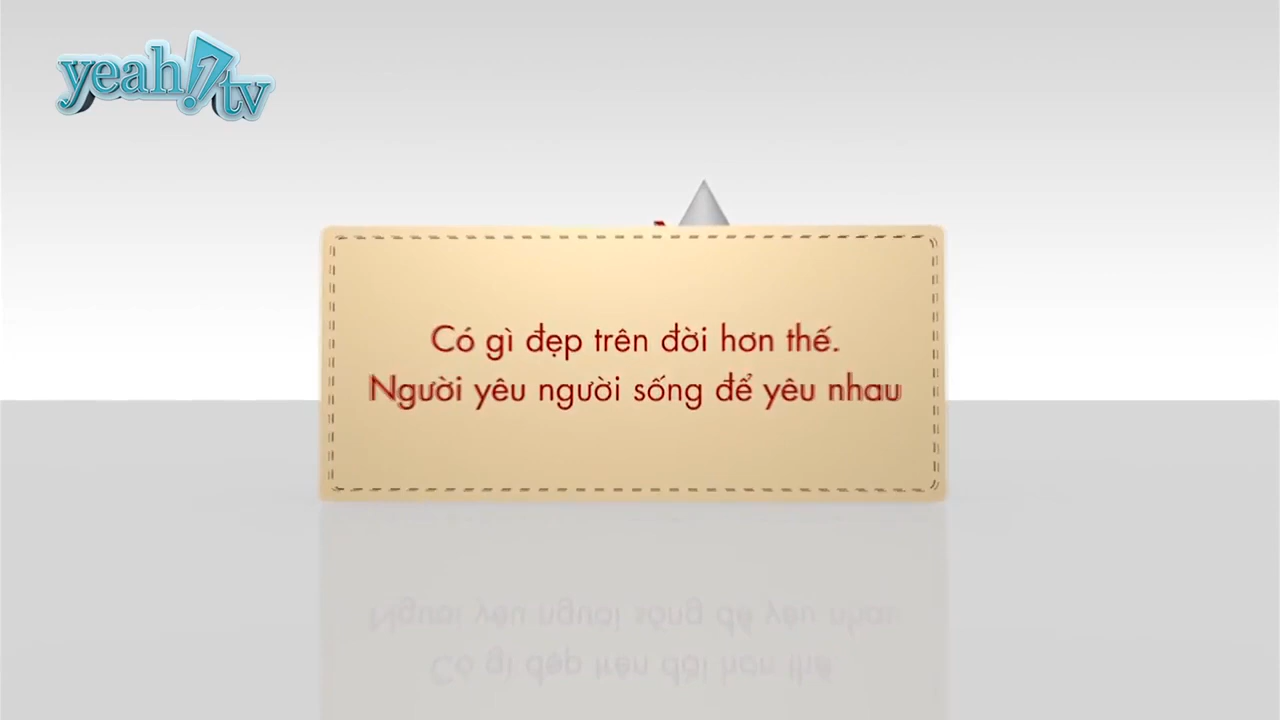 yeah1tv
Có gì đẹp trên đời hơn thế.
Người yêu người sống để yêu nhau